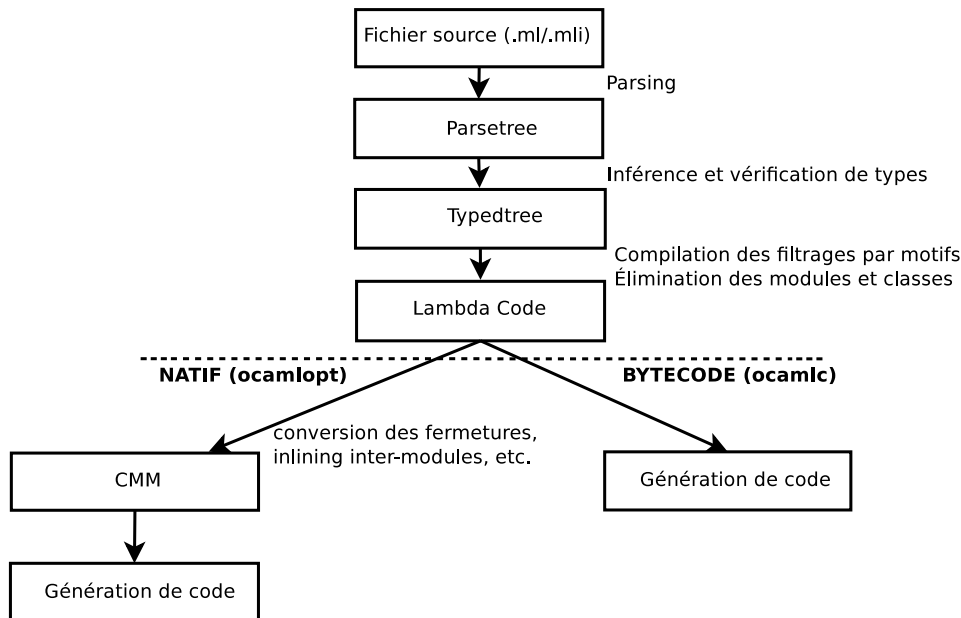 Fichier source (.ml/.mli)
Parsing
Parsetree
Inférence et vérification de types
Typedtree
Compilation des filtrages par motifs
Élimination des modules et classes
Lambda Code
NATIF (ocamlopt)
BYTECODE (ocamlc)
conversion des fermetures,
inlining inter-modules, etc.
CMM
Génération de code
Génération de code